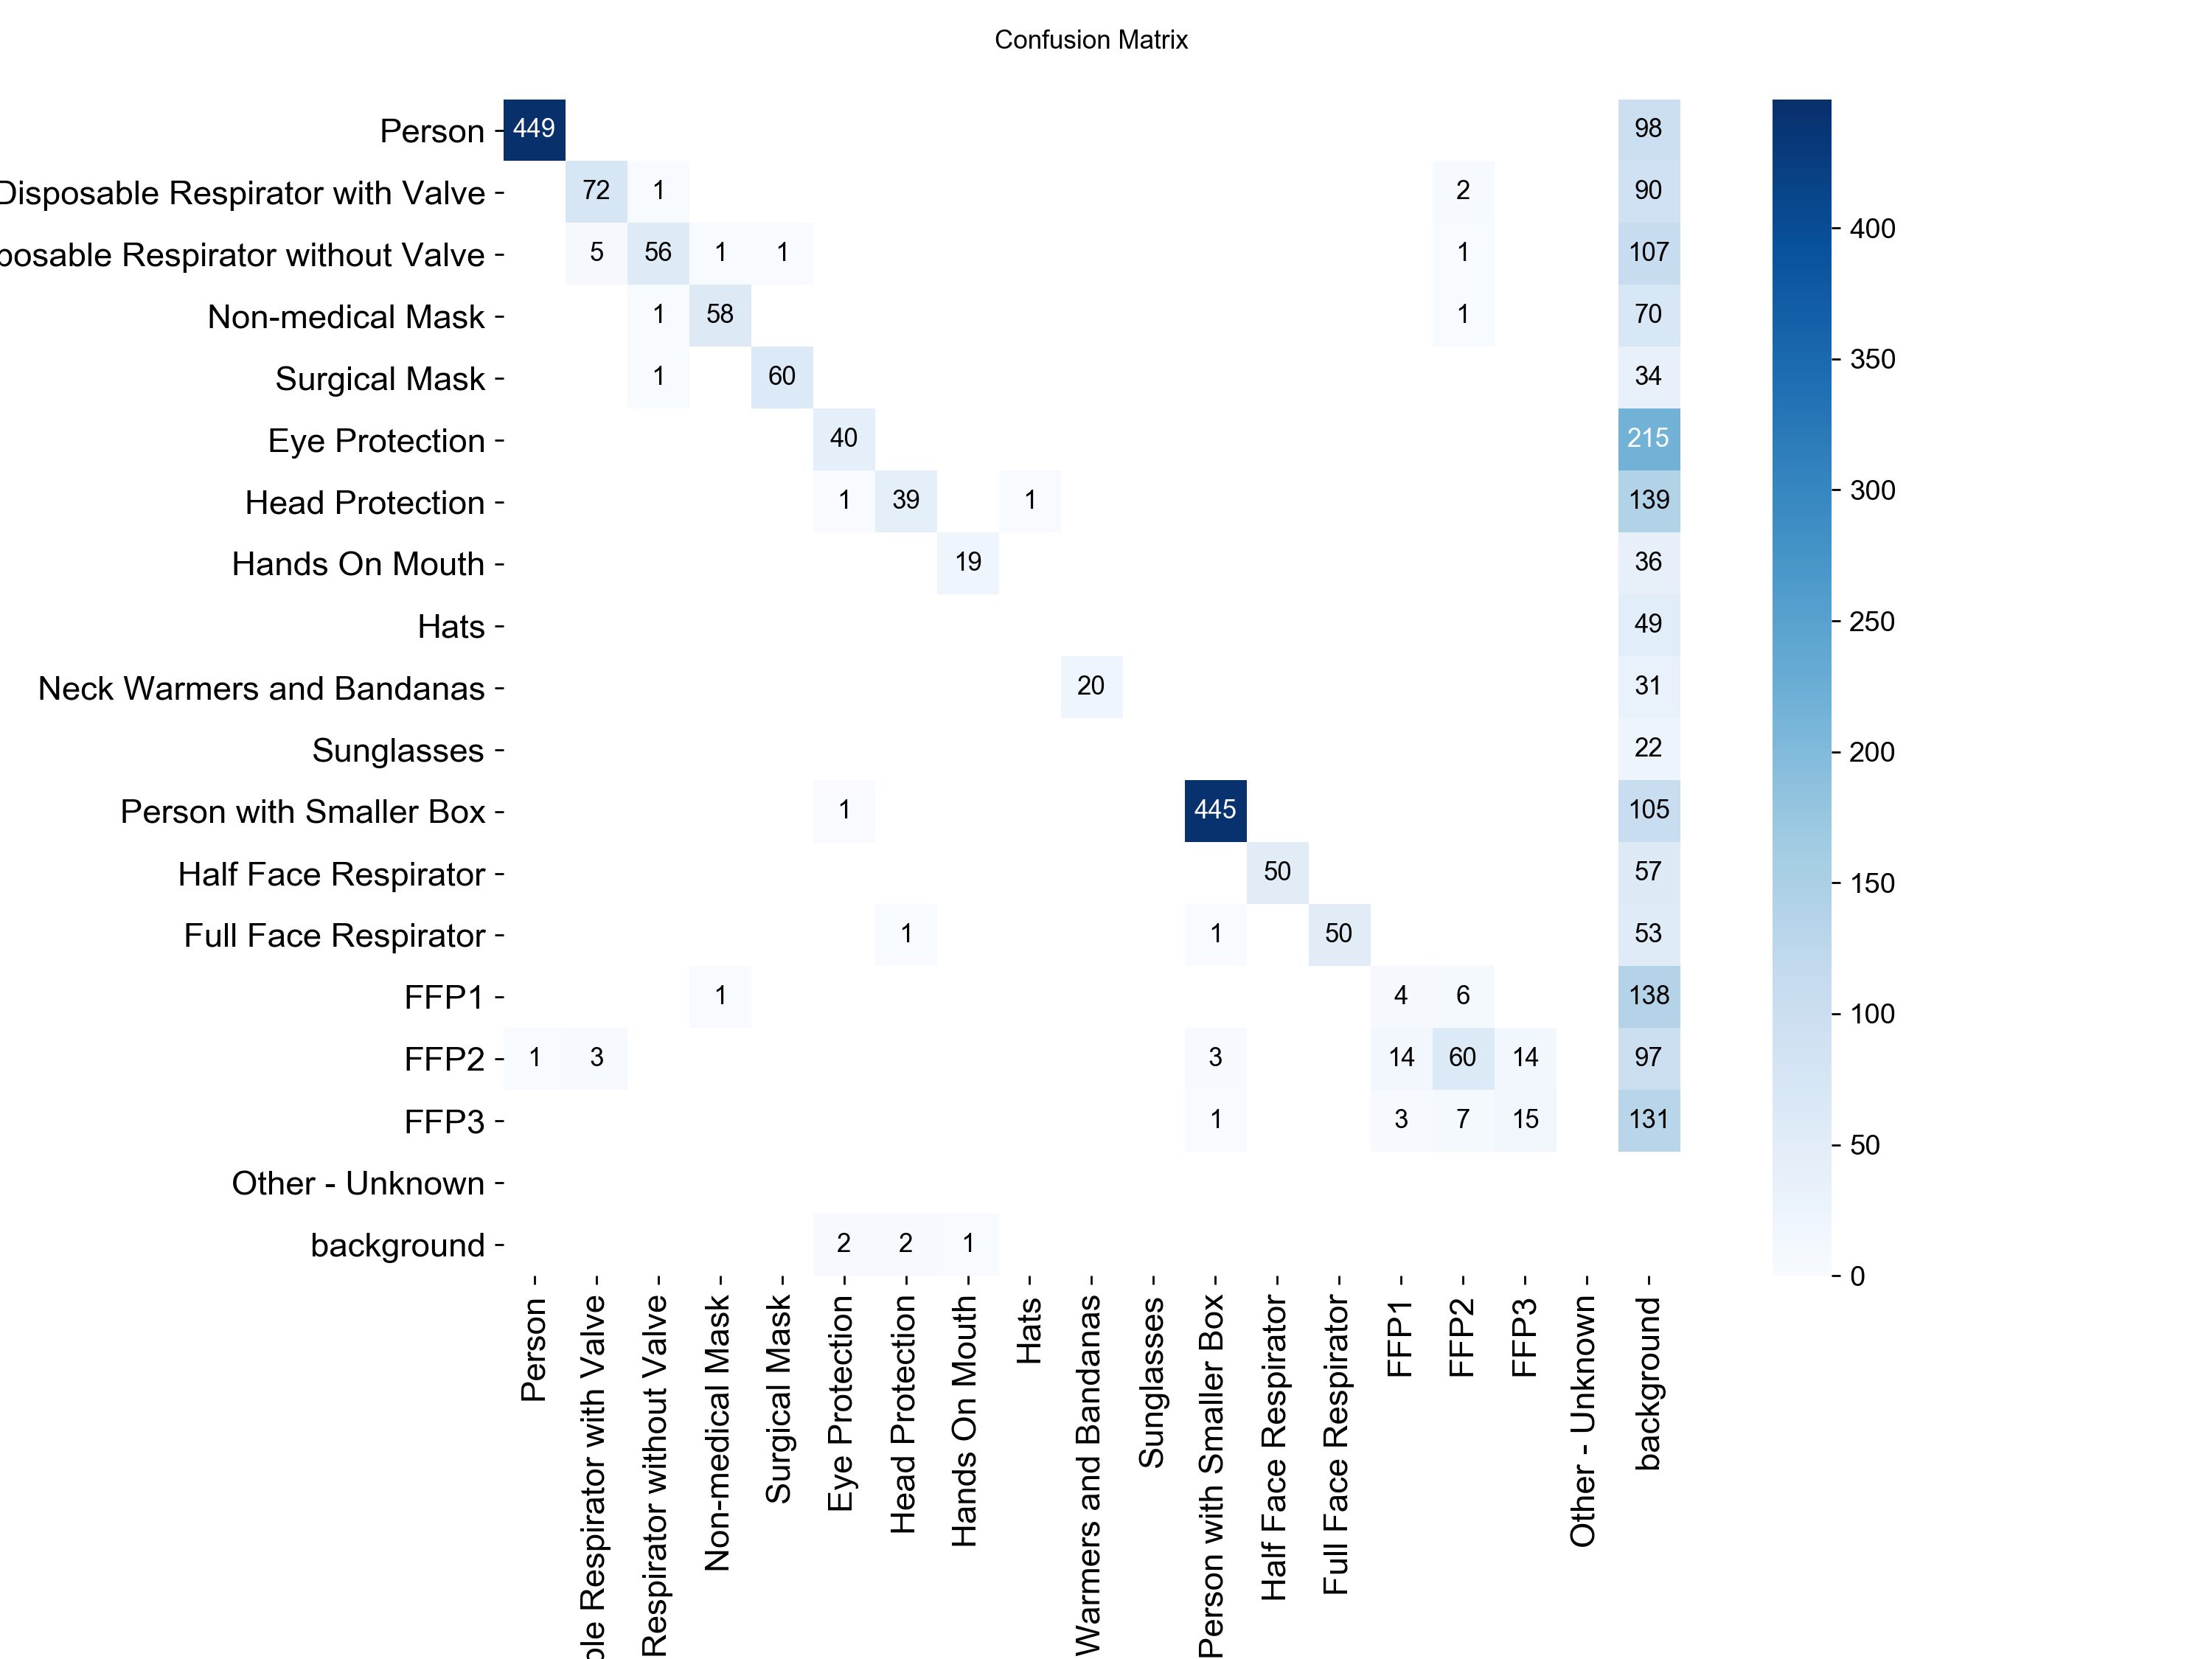 Confusion Matrix
Person 449 98
Disposable Respirator with Valve 72 1 2 90
posable Respirator without Valve 5 56 1 1 1 107
Non-medical Mask 1 58 1 70
Surgical Mask 1 60 34
Eye Protection 40 215
Head Protection 1 39 1 139
Hands On Mouth 19 36
Hats 49
Neck Warmers and Bandanas 20 31
Sunglasses 22
Person with Smaller Box 1 445 105
Half Face Respirator 50 57
Full Face Respirator 1 1 50 53
FFP1 1 4 6 138
FFP2 1 3 3 14 60 14 97
FFP3 1 3 7 15 131
Other - Unknown
background 2 2 1
Person
ble Respirator with Valve
Respirator without Valve
Non-medical Mask
Surgical Mask
Eye Protection
Head Protection
Hands On Mouth
Hats
Warmers and Bandanas
Sunglasses
Person with Smaller Box
Half Face Respirator
Full Face Respirator
FFP1
FFP2
FFP3
Other - Unknown
background
400
350
300
250
200
150
100
50
0